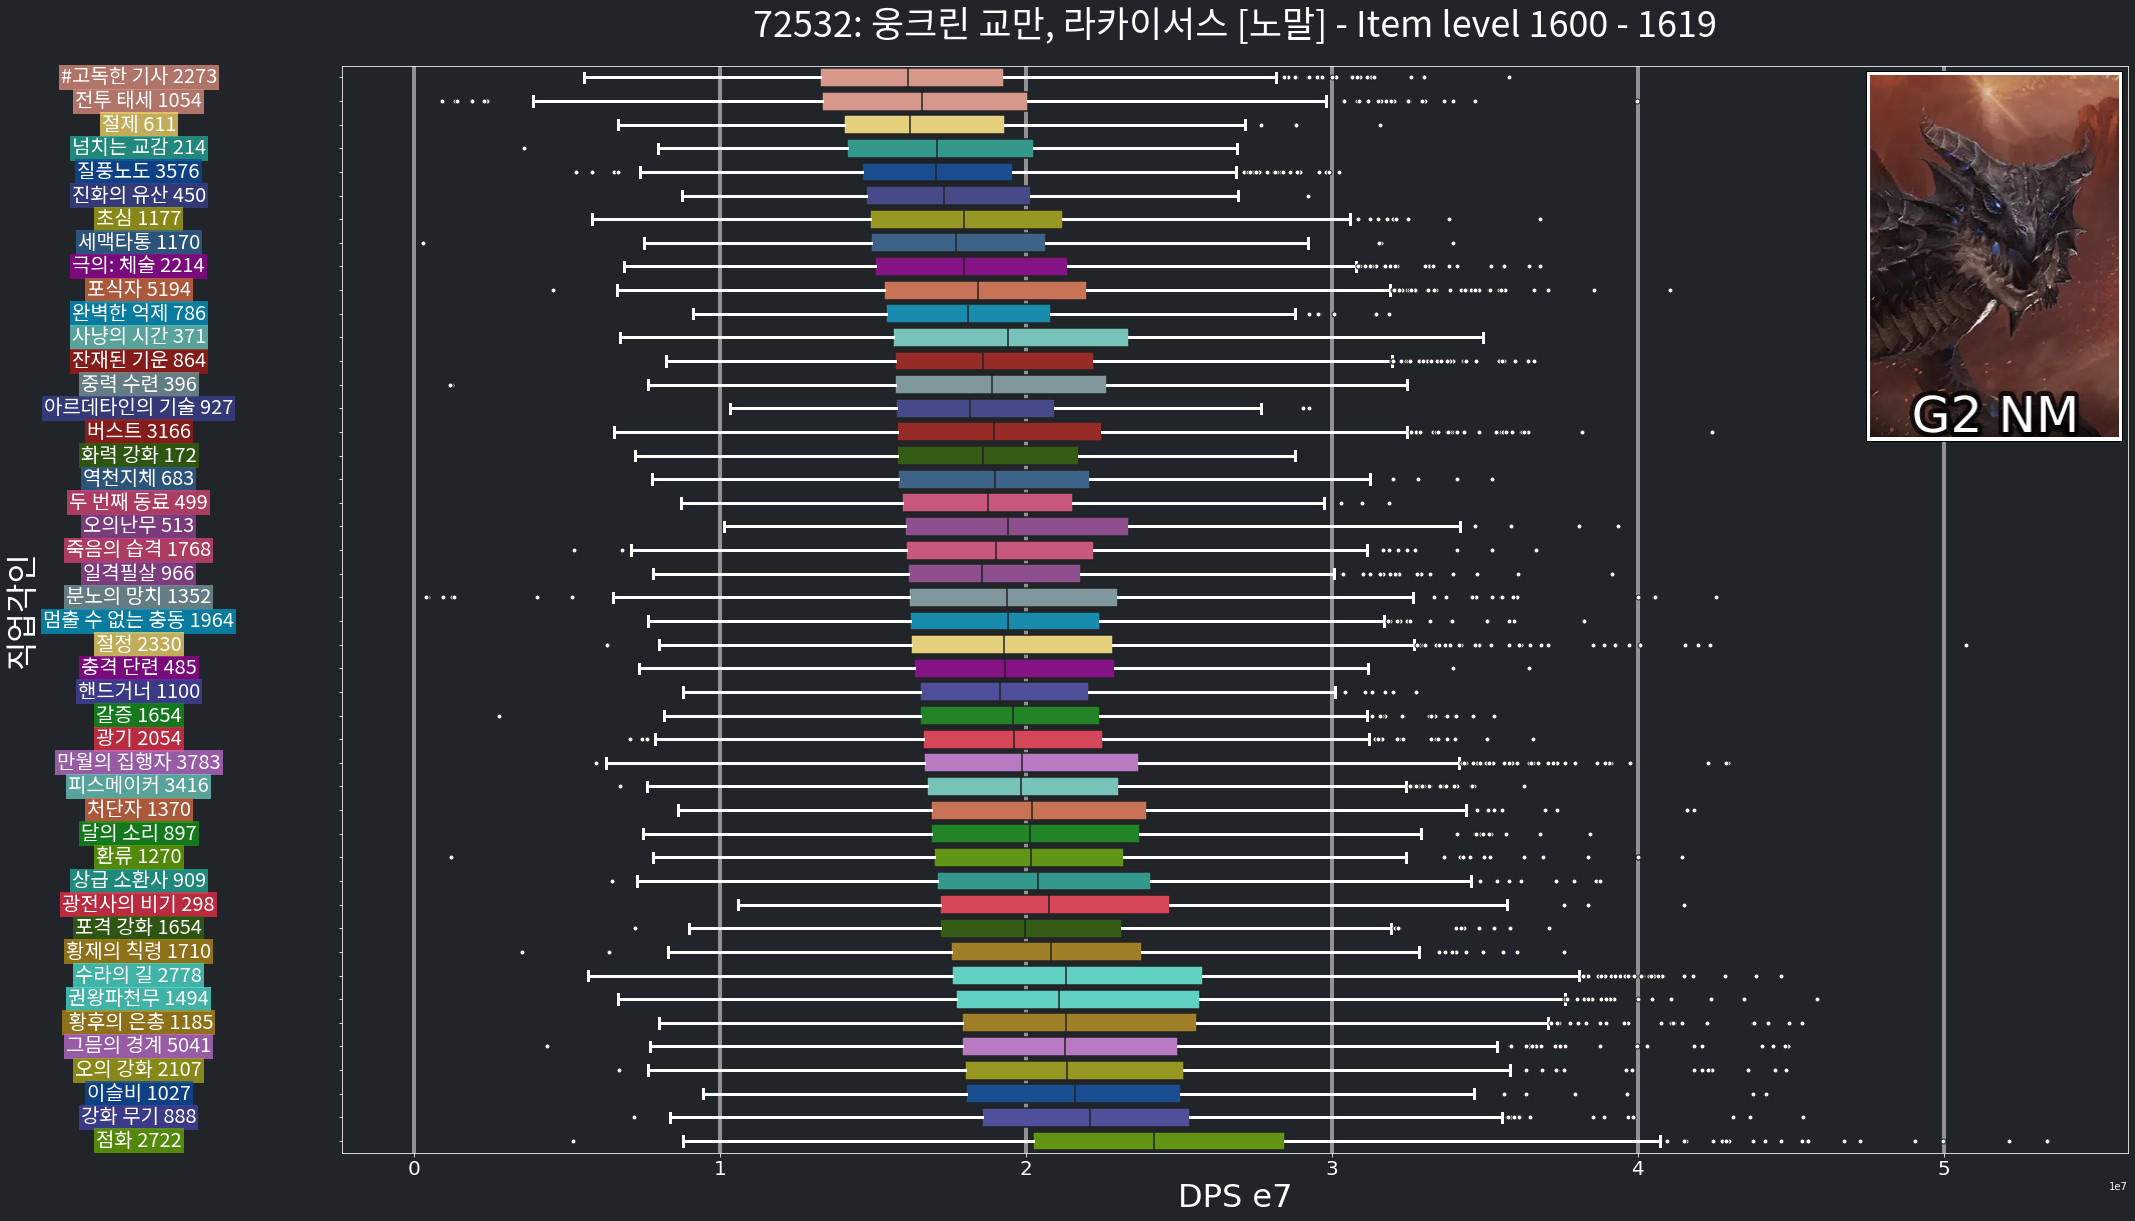 72532: 웅크린 교만, 라카이서스 [노말] - Item level 1600 - 1619
#고독한 기사 2273
전투 태세 1054
절제 611
넘치는 교감 214
질풍노도 3576
진화의 유산 450
초심 1177
세맥타통 1170
극의: 체술 2214
포식자 5194
완벽한 억제 786
사냥의 시간 371
잔재된 기운 864
중력 수련 396
아르데타인의 기술 927
버스트 3166
화력 강화 172
역천지체 683
두 번째 동료 499
오의난무 513
죽음의 습격 1768
일격필살 966
분노의 망치 1352
멈출 수 없는 충동 1964
절정 2330
충격 단련 485
핸드거너 1100
갈증 1654
광기 2054
만월의 집행자 3783
피스메이커 3416
처단자 1370
달의 소리 897
환류 1270
상급 소환사 909
광전사의 비기 298
포격 강화 1654
황제의 칙령 1710
수라의 길 2778
권왕파천무 1494
황후의 은총 1185
그믐의 경계 5041
오의 강화 2107
이슬비 1027
강화 무기 888
점화 2722
직업각인
G2 NM
0 1 2 3 4 5
DPS e7
1e7